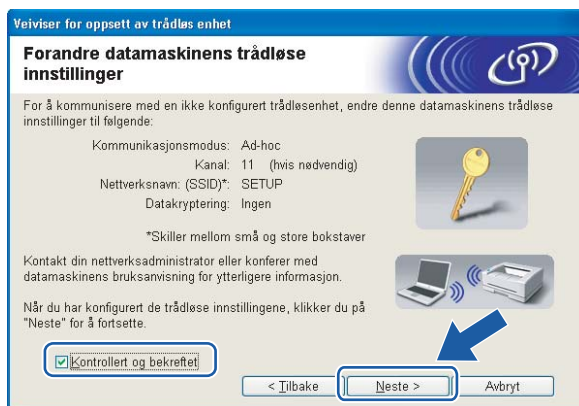 Veiviser for oppsett av trådløs enhet
Forandre datamaskinens trådløse
innstillinger
For å kommunisere med en ikke konfigurert trådløsenhet, endre denne datamaskinens trådløse
innstillinger til følgende:
Kommunikasjonsmodus: Ad-hoc
Kanal: 11 (hvis nødvendig)
Nettverksnavn: (SSID)*: SETUP
Datakryptering: Ingen
*Skiller mellom små og store bokstaver
Kontakt din nettverksadministrator eller konferer med
datamaskinens bruksanvisning for ytterligere informasjon.
Når du har konfigurert de trådløse innstillingene, klikker du på
"Neste" for å fortsette.
Kontrollert og bekreftet
< Tilbake Neste > Avbryt